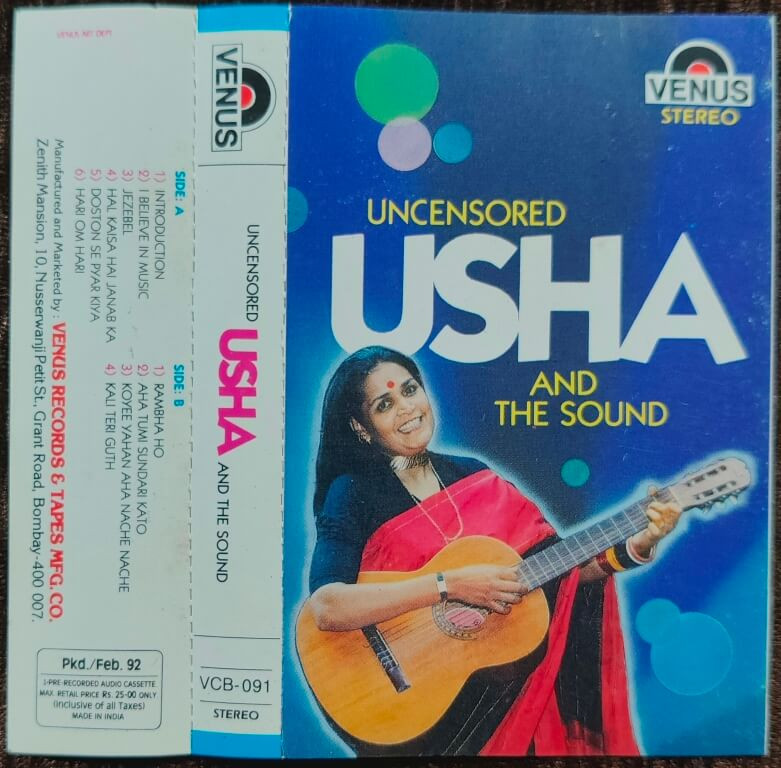 VENUS
STEREO
UNCENSORED
USHA
AND
THE SOUND
VENUS
UNCENSORED USHA AND THE SOUND
VCB-091
STEREO
VENUS ART DEPT
SIDE: A
1) INTRODUCTION
2) I BELIEVE IN MUSIC
3) JEZEBEL
4) HAL KAISA HAI JANAB KA
5) DOSTON SE PYAR KIYA
6) HARI OM HARI
SIDE: B
1) RAMBHA HO
2) AHA TUMI SUNDARI KATO
3) KOYEE YAHAN AHA NACHE NACHE
4) KALI TERI GUTH
Manufactured and Marketed by : VENUS RECORDS & TAPES MFG. CO.
Zenith Mansion, 10, Nusserwanji Petit St., Grant Road, Bombay-400 007.
Pkd./Feb. 92
1-PRE-RECORDED AUDIO CASSETTE
MAX. RETAIL PRICE Rs. 25-00 ONLY
(Inclusive of all Taxes)
MADE IN INDIA